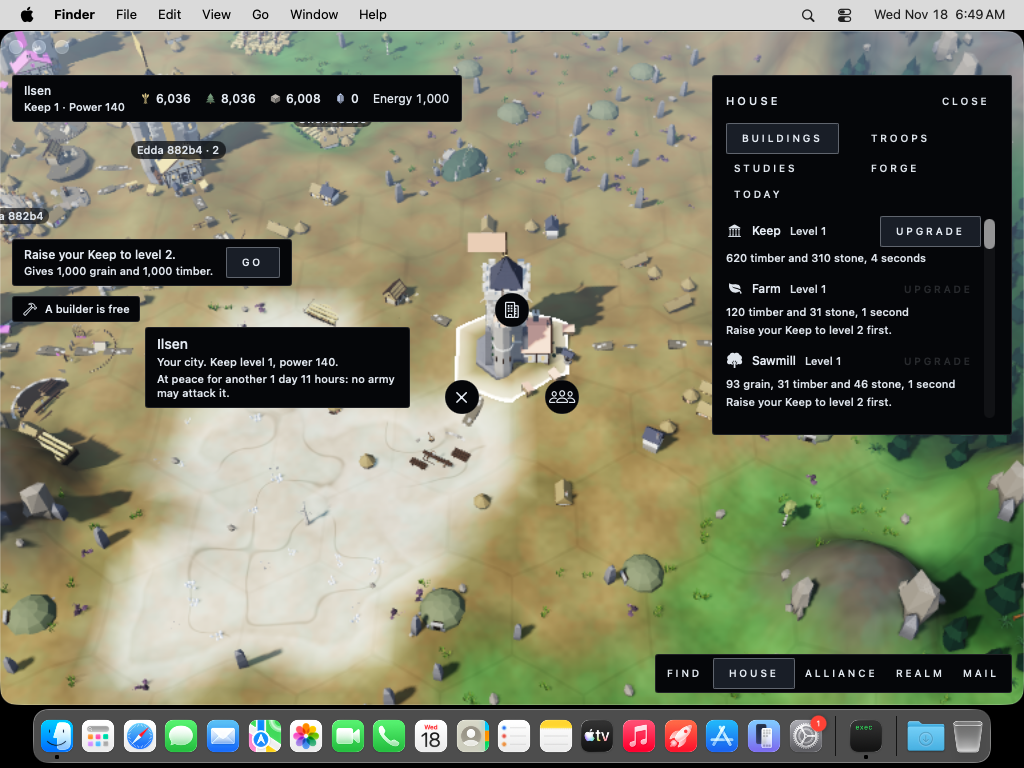 Finder File Edit View Go Window Help Wed Nov 18 6:49 AM
Ilsen
Keep 1 · Power 140
6,036 8,036 6,008 0 Energy 1,000
Edda 882b4 · 2
882b4
Raise your Keep to level 2.
Gives 1,000 grain and 1,000 timber.
GO
A builder is free
Ilsen
Your city. Keep level 1, power 140.
At peace for another 1 day 11 hours: no army
may attack it.
HOUSE CLOSE
BUILDINGS TROOPS
STUDIES FORGE
TODAY
Keep Level 1 UPGRADE
620 timber and 310 stone, 4 seconds
Farm Level 1 UPGRADE
120 timber and 31 stone, 1 second
Raise your Keep to level 2 first.
Sawmill Level 1 UPGRADE
93 grain, 31 timber and 46 stone, 1 second
Raise your Keep to level 2 first.
FIND HOUSE ALLIANCE REALM MAIL
Wed
18
tv
1
exec